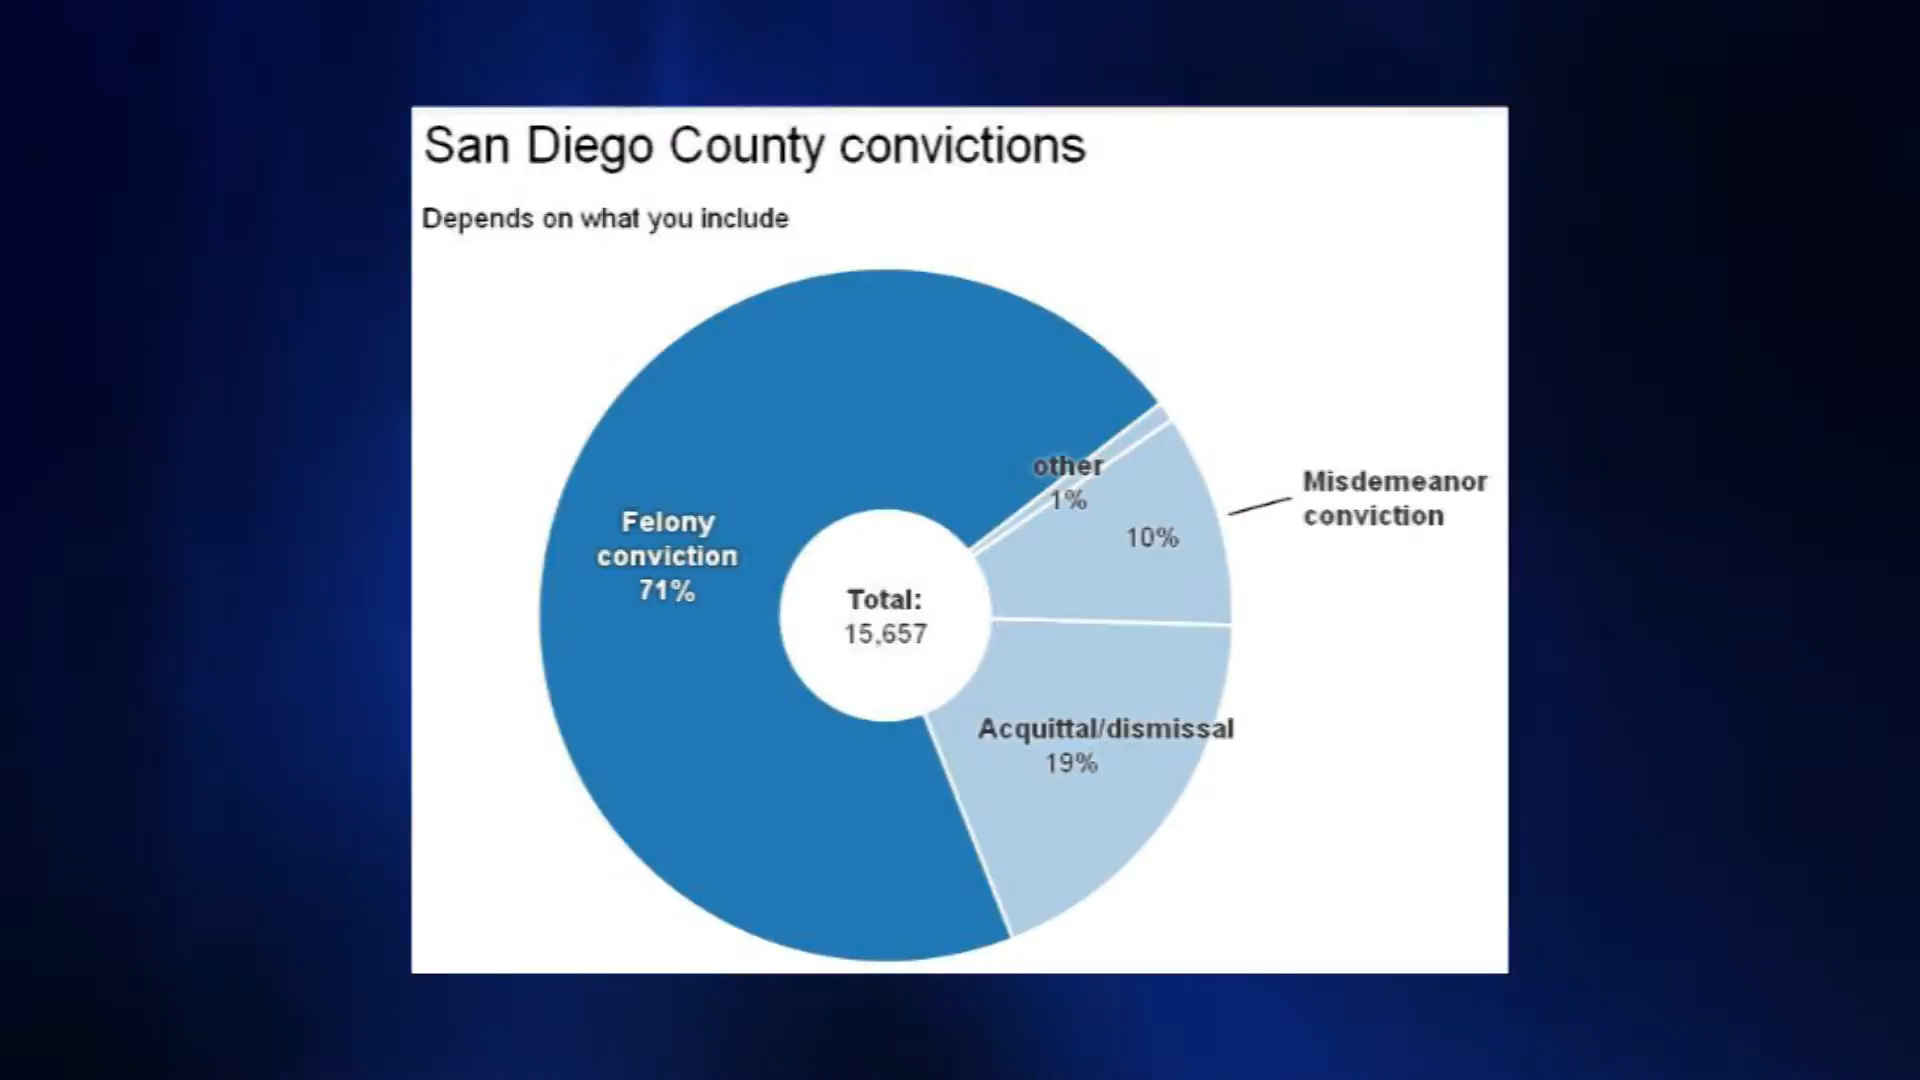 San Diego County convictions
Depends on what you include
other
1%
Misdemeanor
conviction
10%
Felony
conviction
71%
Total:
15,657
Acquittal/dismissal
19%